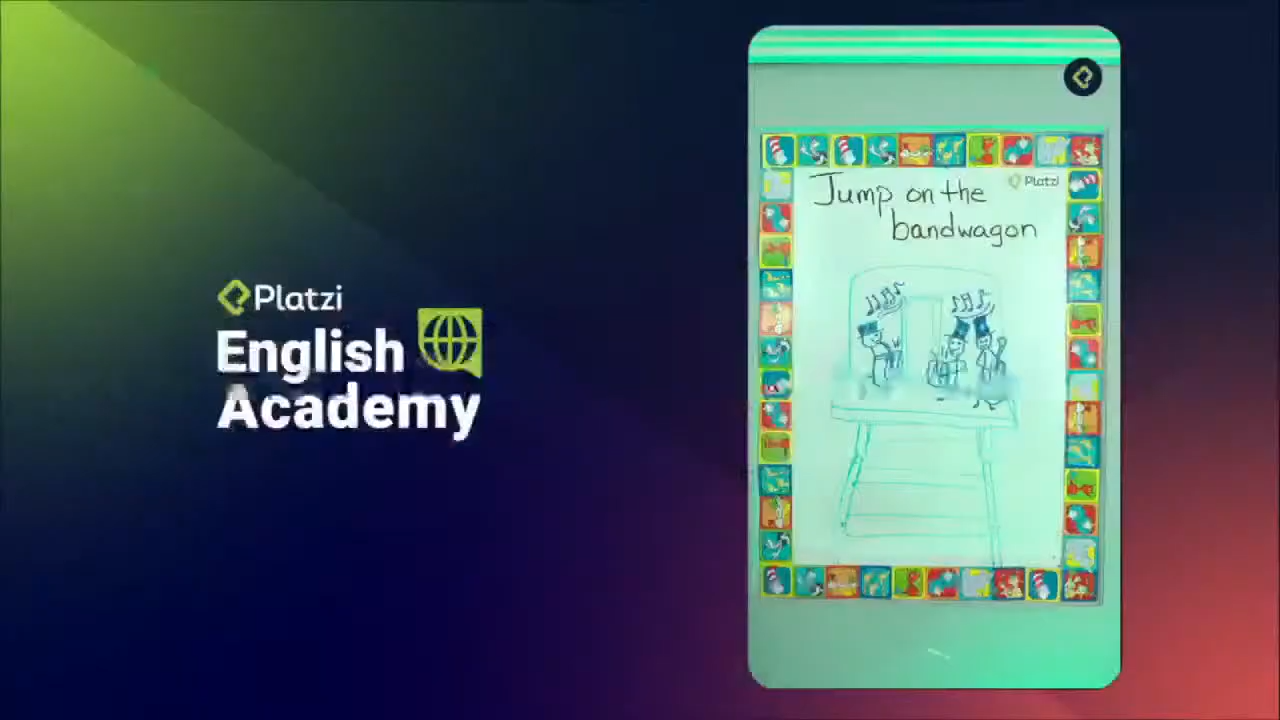 Platzi
English
Academy
Platzi
Jump on the
bandwagon